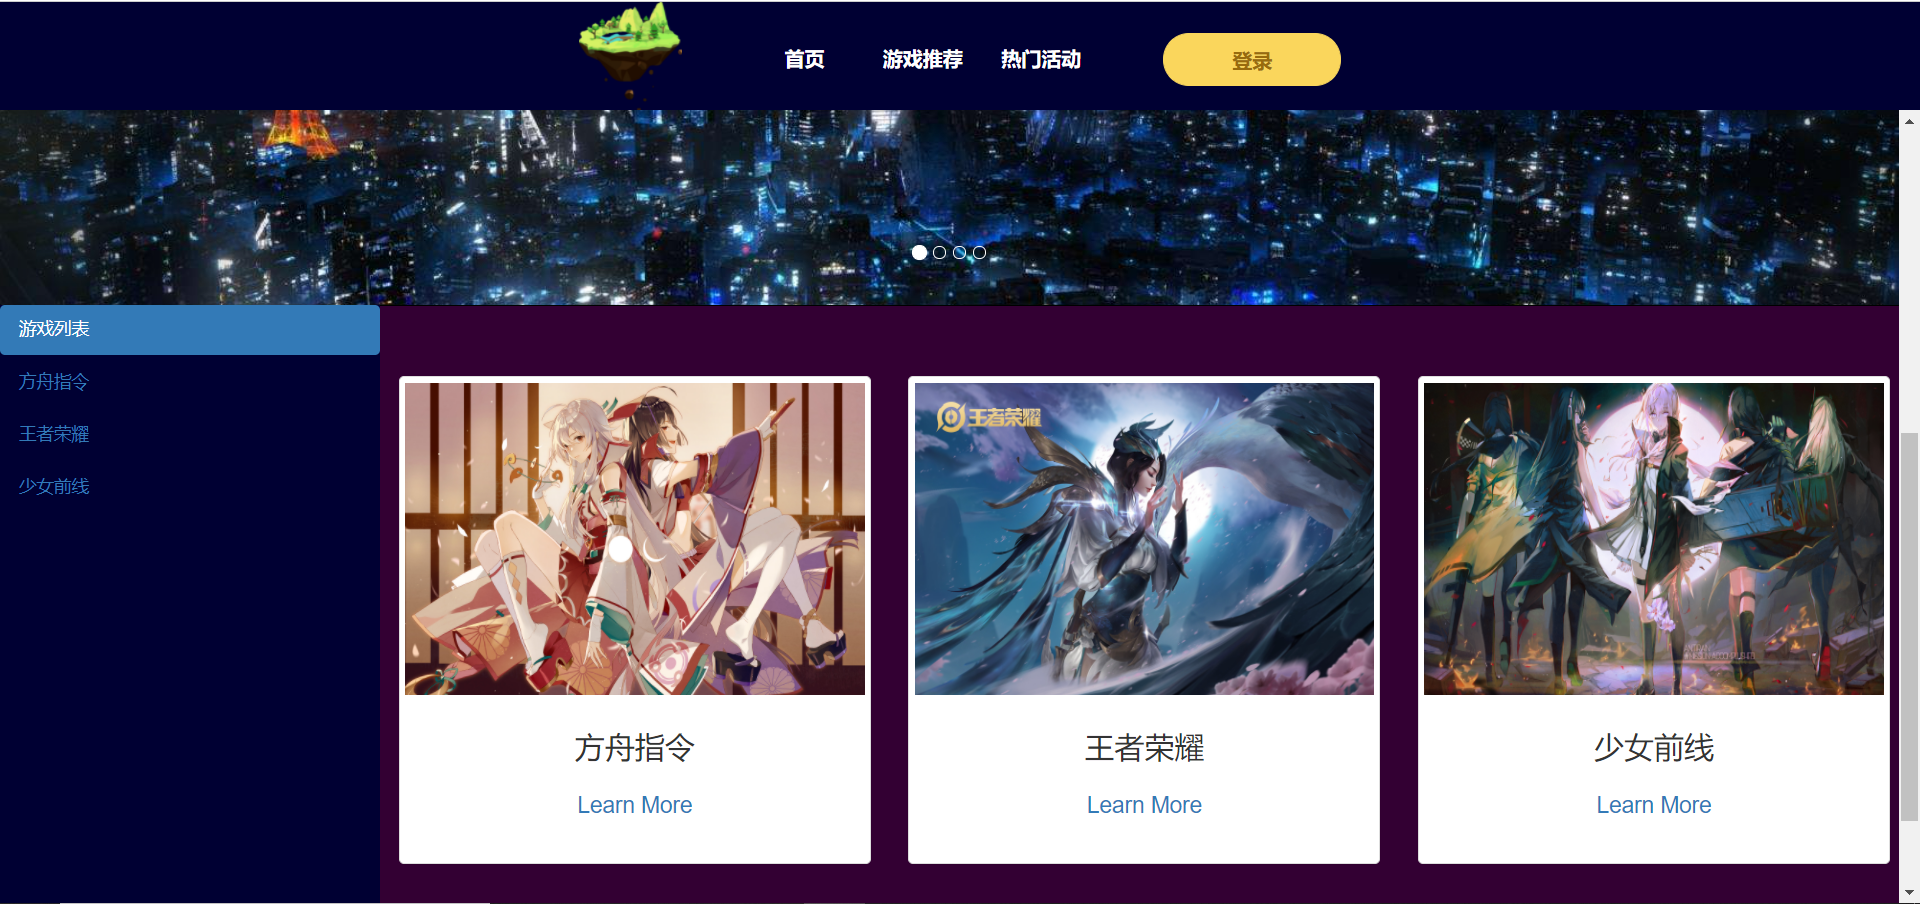 首页 游戏推荐 热门活动 登录
游戏列表
方舟指令
王者荣耀
少女前线
王者荣耀
方舟指令
Learn More
王者荣耀
Learn More
少女前线
Learn More